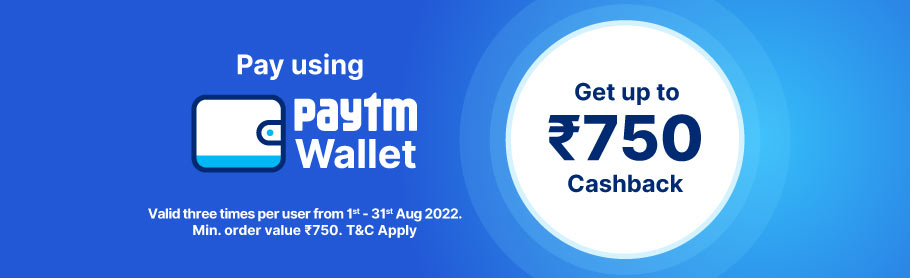 Pay using
paytm
Wallet
Valid three times per user from 1st - 31st Aug 2022.
Min. order value ₹750. T&C Apply
Get up to
₹750
Cashback